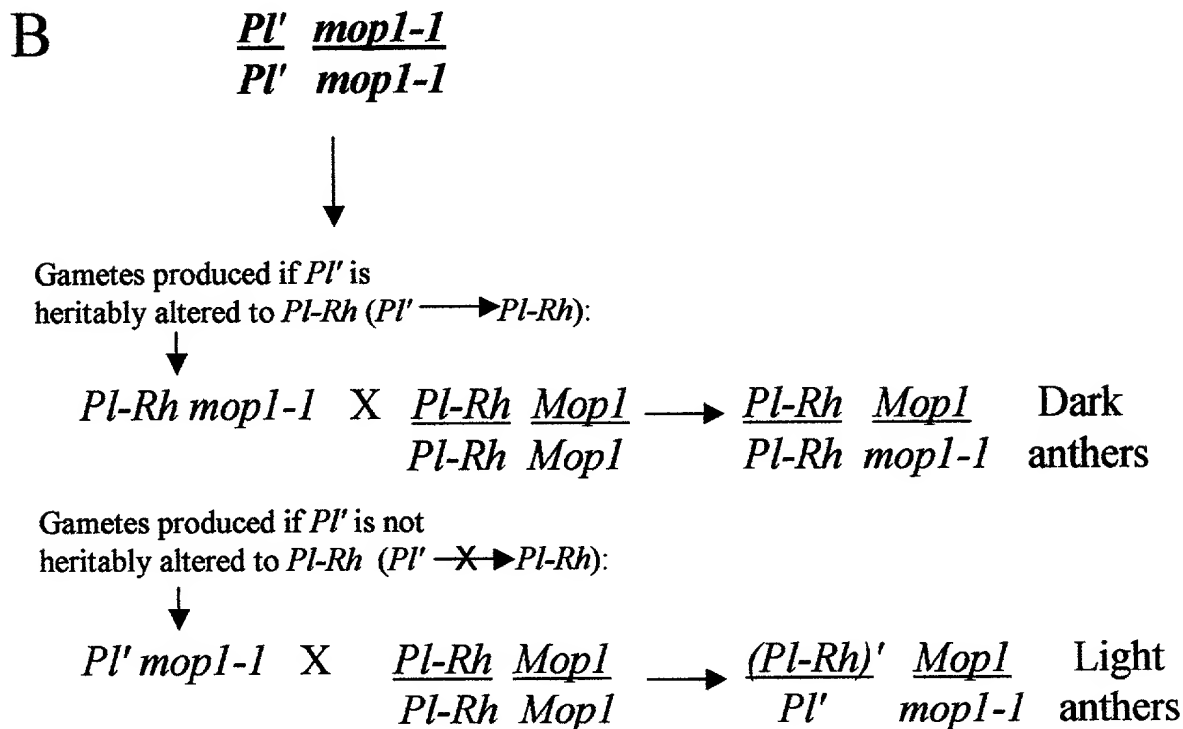 B
Pl' mop1-1
Pl' mop1-1
Gametes produced if Pl' is
heritably altered to Pl-Rh (Pl' → Pl-Rh):
Pl-Rh mop1-1 X Pl-Rh Mop1 → Pl-Rh Mop1 Dark
Pl-Rh Mop1 Pl-Rh mop1-1 anthers
Gametes produced if Pl' is not
heritably altered to Pl-Rh (Pl' –X→ Pl-Rh):
Pl' mop1-1 X Pl-Rh Mop1 → (Pl-Rh)' Mop1 Light
Pl-Rh Mop1 Pl' mop1-1 anthers